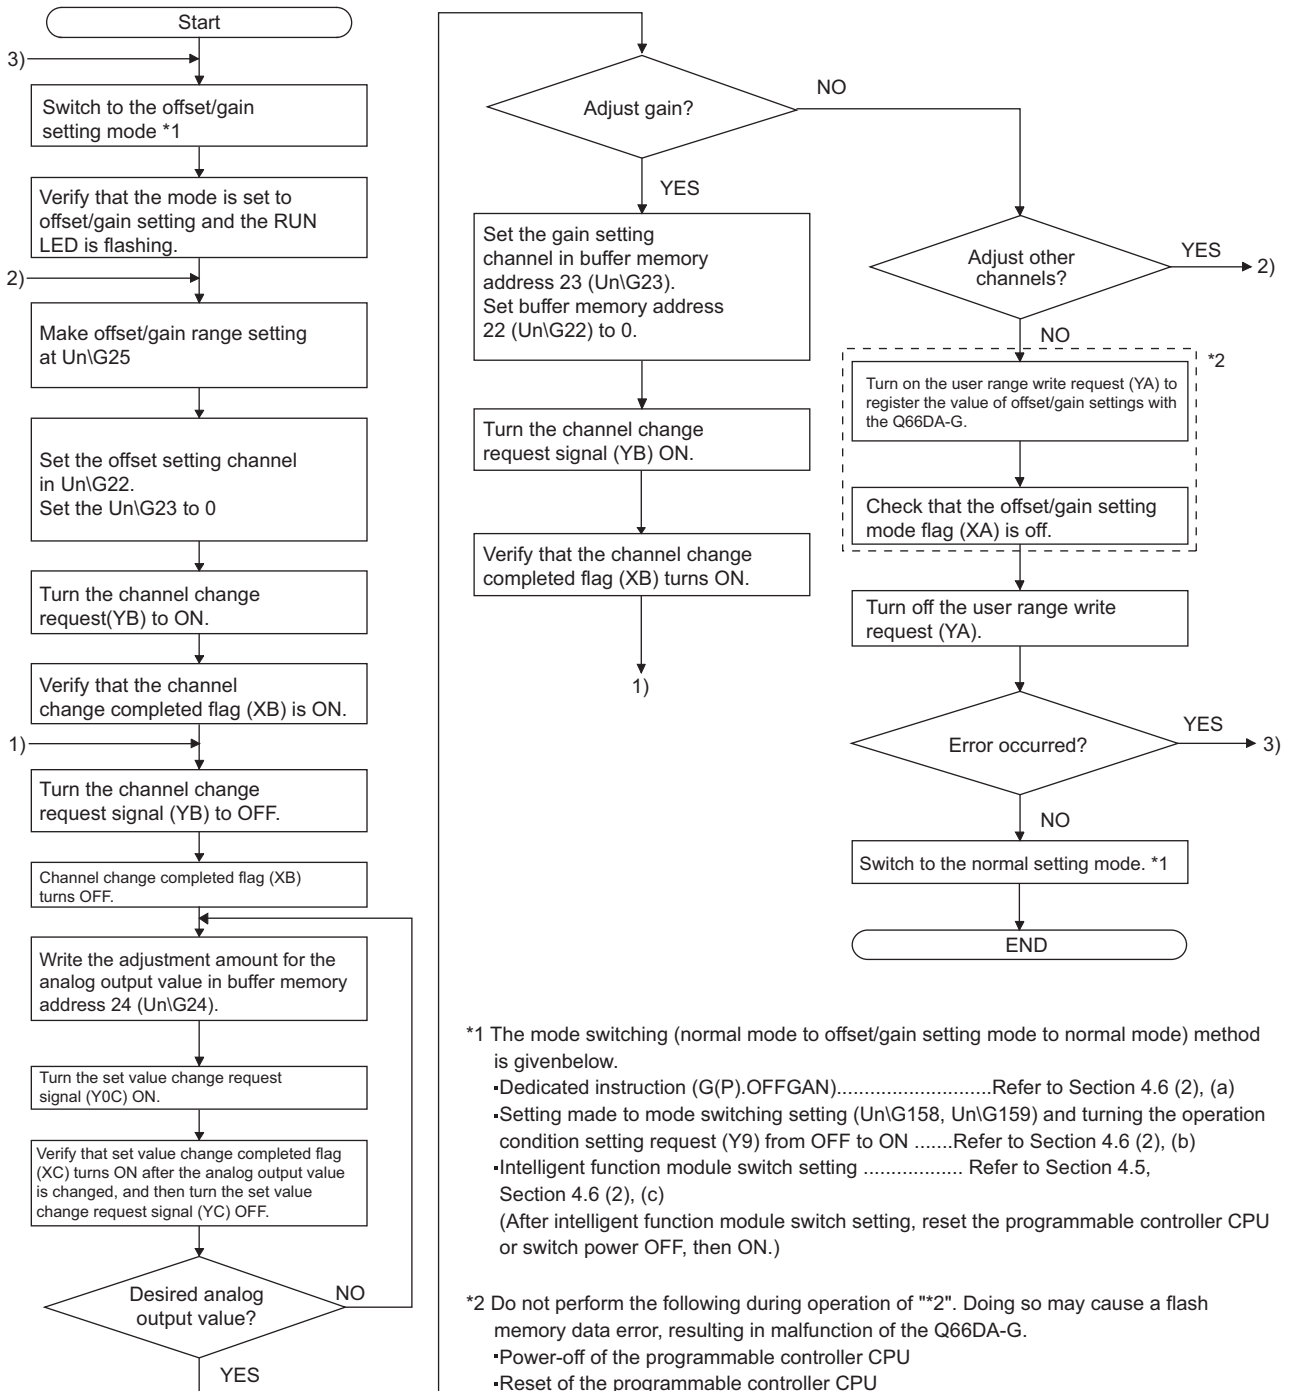 Start
3)
Switch to the offset/gain
setting mode *1
Verify that the mode is set to
offset/gain setting and the RUN
LED is flashing.
2)
Make offset/gain range setting
at Un\G25
Set the offset setting channel
in Un\G22.
Set the Un\G23 to 0
Turn the channel change
request(YB) to ON.
Verify that the channel
change completed flag (XB) is ON.
1)
Turn the channel change
request signal (YB) to OFF.
Channel change completed flag (XB)
turns OFF.
Write the adjustment amount for the
analog output value in buffer memory
address 24 (Un\G24).
Turn the set value change request
signal (Y0C) ON.
Verify that set value change completed flag
(XC) turns ON after the analog output value
is changed, and then turn the set value
change request signal (YC) OFF.
Desired analog
output value?
NO
YES
Adjust gain?
NO
YES
Set the gain setting
channel in buffer memory
address 23 (Un\G23).
Set buffer memory address
22 (Un\G22) to 0.
Turn the channel change
request signal (YB) ON.
Verify that the channel change
completed flag (XB) turns ON.
1)
Adjust other
channels?
YES
2)
NO
*2
Turn on the user range write request (YA) to
register the value of offset/gain settings with
the Q66DA-G.
Check that the offset/gain setting
mode flag (XA) is off.
Turn off the user range write
request (YA).
Error occurred?
YES
3)
NO
Switch to the normal setting mode. *1
END
*1 The mode switching (normal mode to offset/gain setting mode to normal mode) method
is givenbelow.
▪Dedicated instruction (G(P).OFFGAN)............................Refer to Section 4.6 (2), (a)
▪Setting made to mode switching setting (Un\G158, Un\G159) and turning the operation
condition setting request (Y9) from OFF to ON .......Refer to Section 4.6 (2), (b)
▪Intelligent function module switch setting .................. Refer to Section 4.5,
Section 4.6 (2), (c)
(After intelligent function module switch setting, reset the programmable controller CPU
or switch power OFF, then ON.)
*2 Do not perform the following during operation of "*2". Doing so may cause a flash
memory data error, resulting in malfunction of the Q66DA-G.
▪Power-off of the programmable controller CPU
▪Reset of the programmable controller CPU